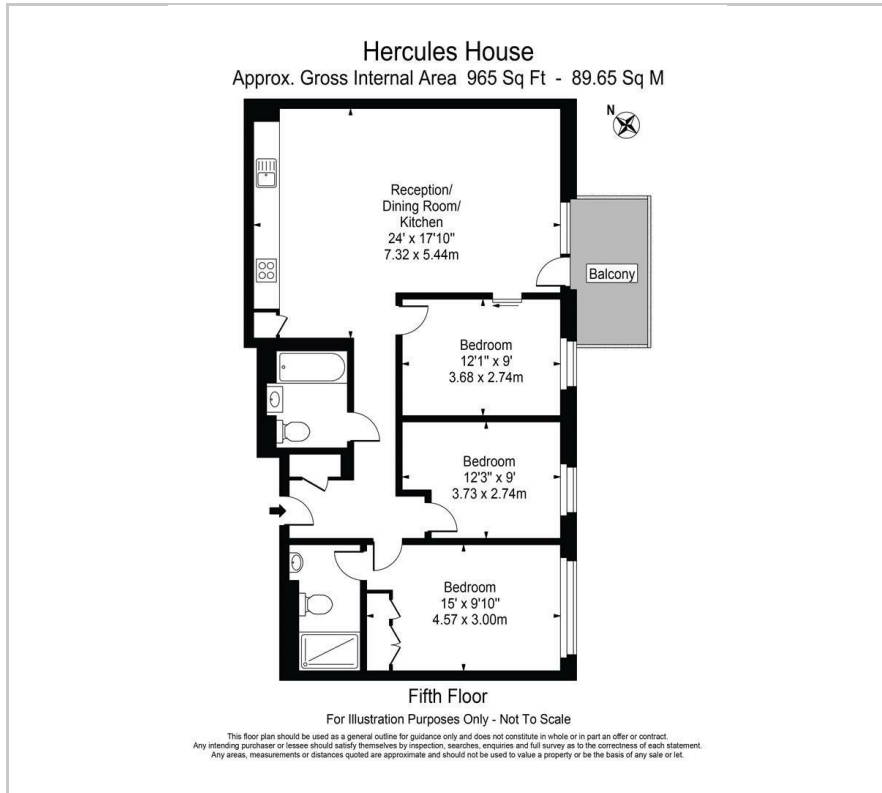 Hercules House
Approx. Gross Internal Area 965 Sq Ft - 89.65 Sq M
N
Reception/
Dining Room/
Kitchen
24' x 17'10"
7.32 x 5.44m
Balcony
Bedroom
12'1" x 9'
3.68 x 2.74m
Bedroom
12'3" x 9'
3.73 x 2.74m
Bedroom
15' x 9'10"
4.57 x 3.00m
Fifth Floor
For Illustration Purposes Only - Not To Scale
This floor plan should be used as a general outline for guidance only and does not constitute in whole or in part an offer or contract.
Any intending purchaser or lessee should satisfy themselves by inspection, searches, enquiries and full survey as to the correctness of each statement.
Any areas, measurements or distances quoted are approximate and should not be used to value a property or be the basis of any sale or let.